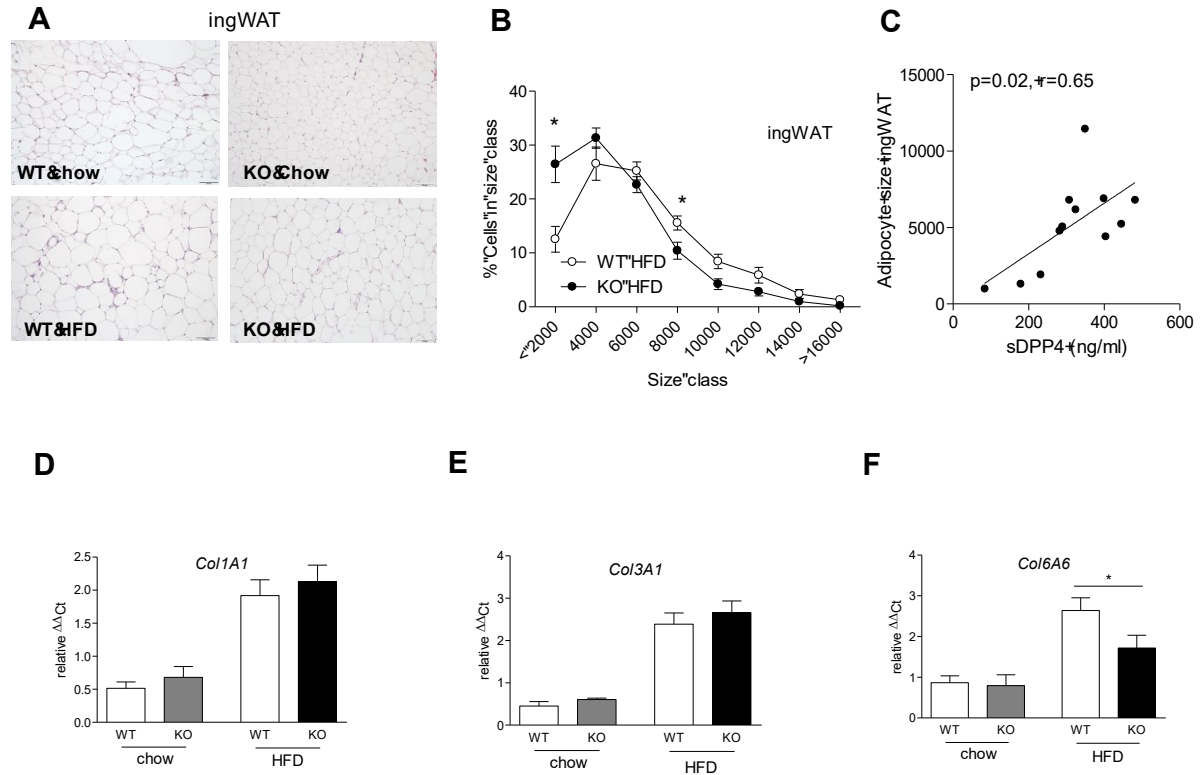 A
ingWAT
WT&chow
KO&Chow
WT&HFD
KO&HFD
B
40
30
20
10
0
%"Cells"in"size"class
ingWAT
*
*
WT"HFD
KO"HFD
<"2000
4000
6000
8000
10000
12000
14000
>16000
Size"class
C
p=0.02,+r=0.65
15000
10000
5000
0
Adipocyte+size+ingWAT
0
200
400
600
sDPP4+(ng/ml)
D
Col1A1
2.5
2.0
1.5
1.0
0.5
0.0
relative ΔΔCt
WT
KO
WT
KO
chow
HFD
E
Col3A1
4
3
2
1
0
relative ΔΔCt
WT
KO
WT
KO
chow
HFD
F
Col6A6
*
4
3
2
1
0
relative ΔΔCt
WT
KO
WT
KO
chow
HFD